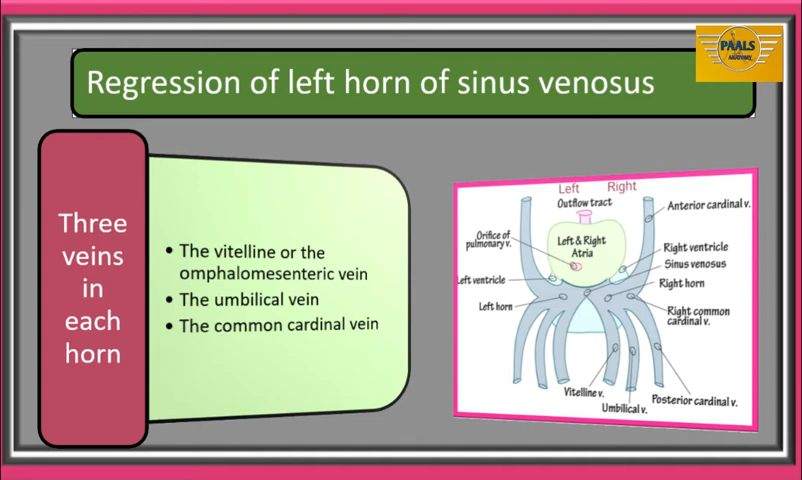 PAALS
ANATOMY
Regression of left horn of sinus venosus
Three
veins
in
each
horn
• The vitelline or the
omphalomesenteric vein
• The umbilical vein
• The common cardinal vein
Left Right
Outflow tract
Anterior cardinal v.
Orifice of
pulmonary v.
Left & Right
Atria
Right ventricle
Sinus venosus
Left ventricle
Right horn
Left horn
Right common
cardinal v.
Vitelline v.
Umbilical v.
Posterior cardinal v.